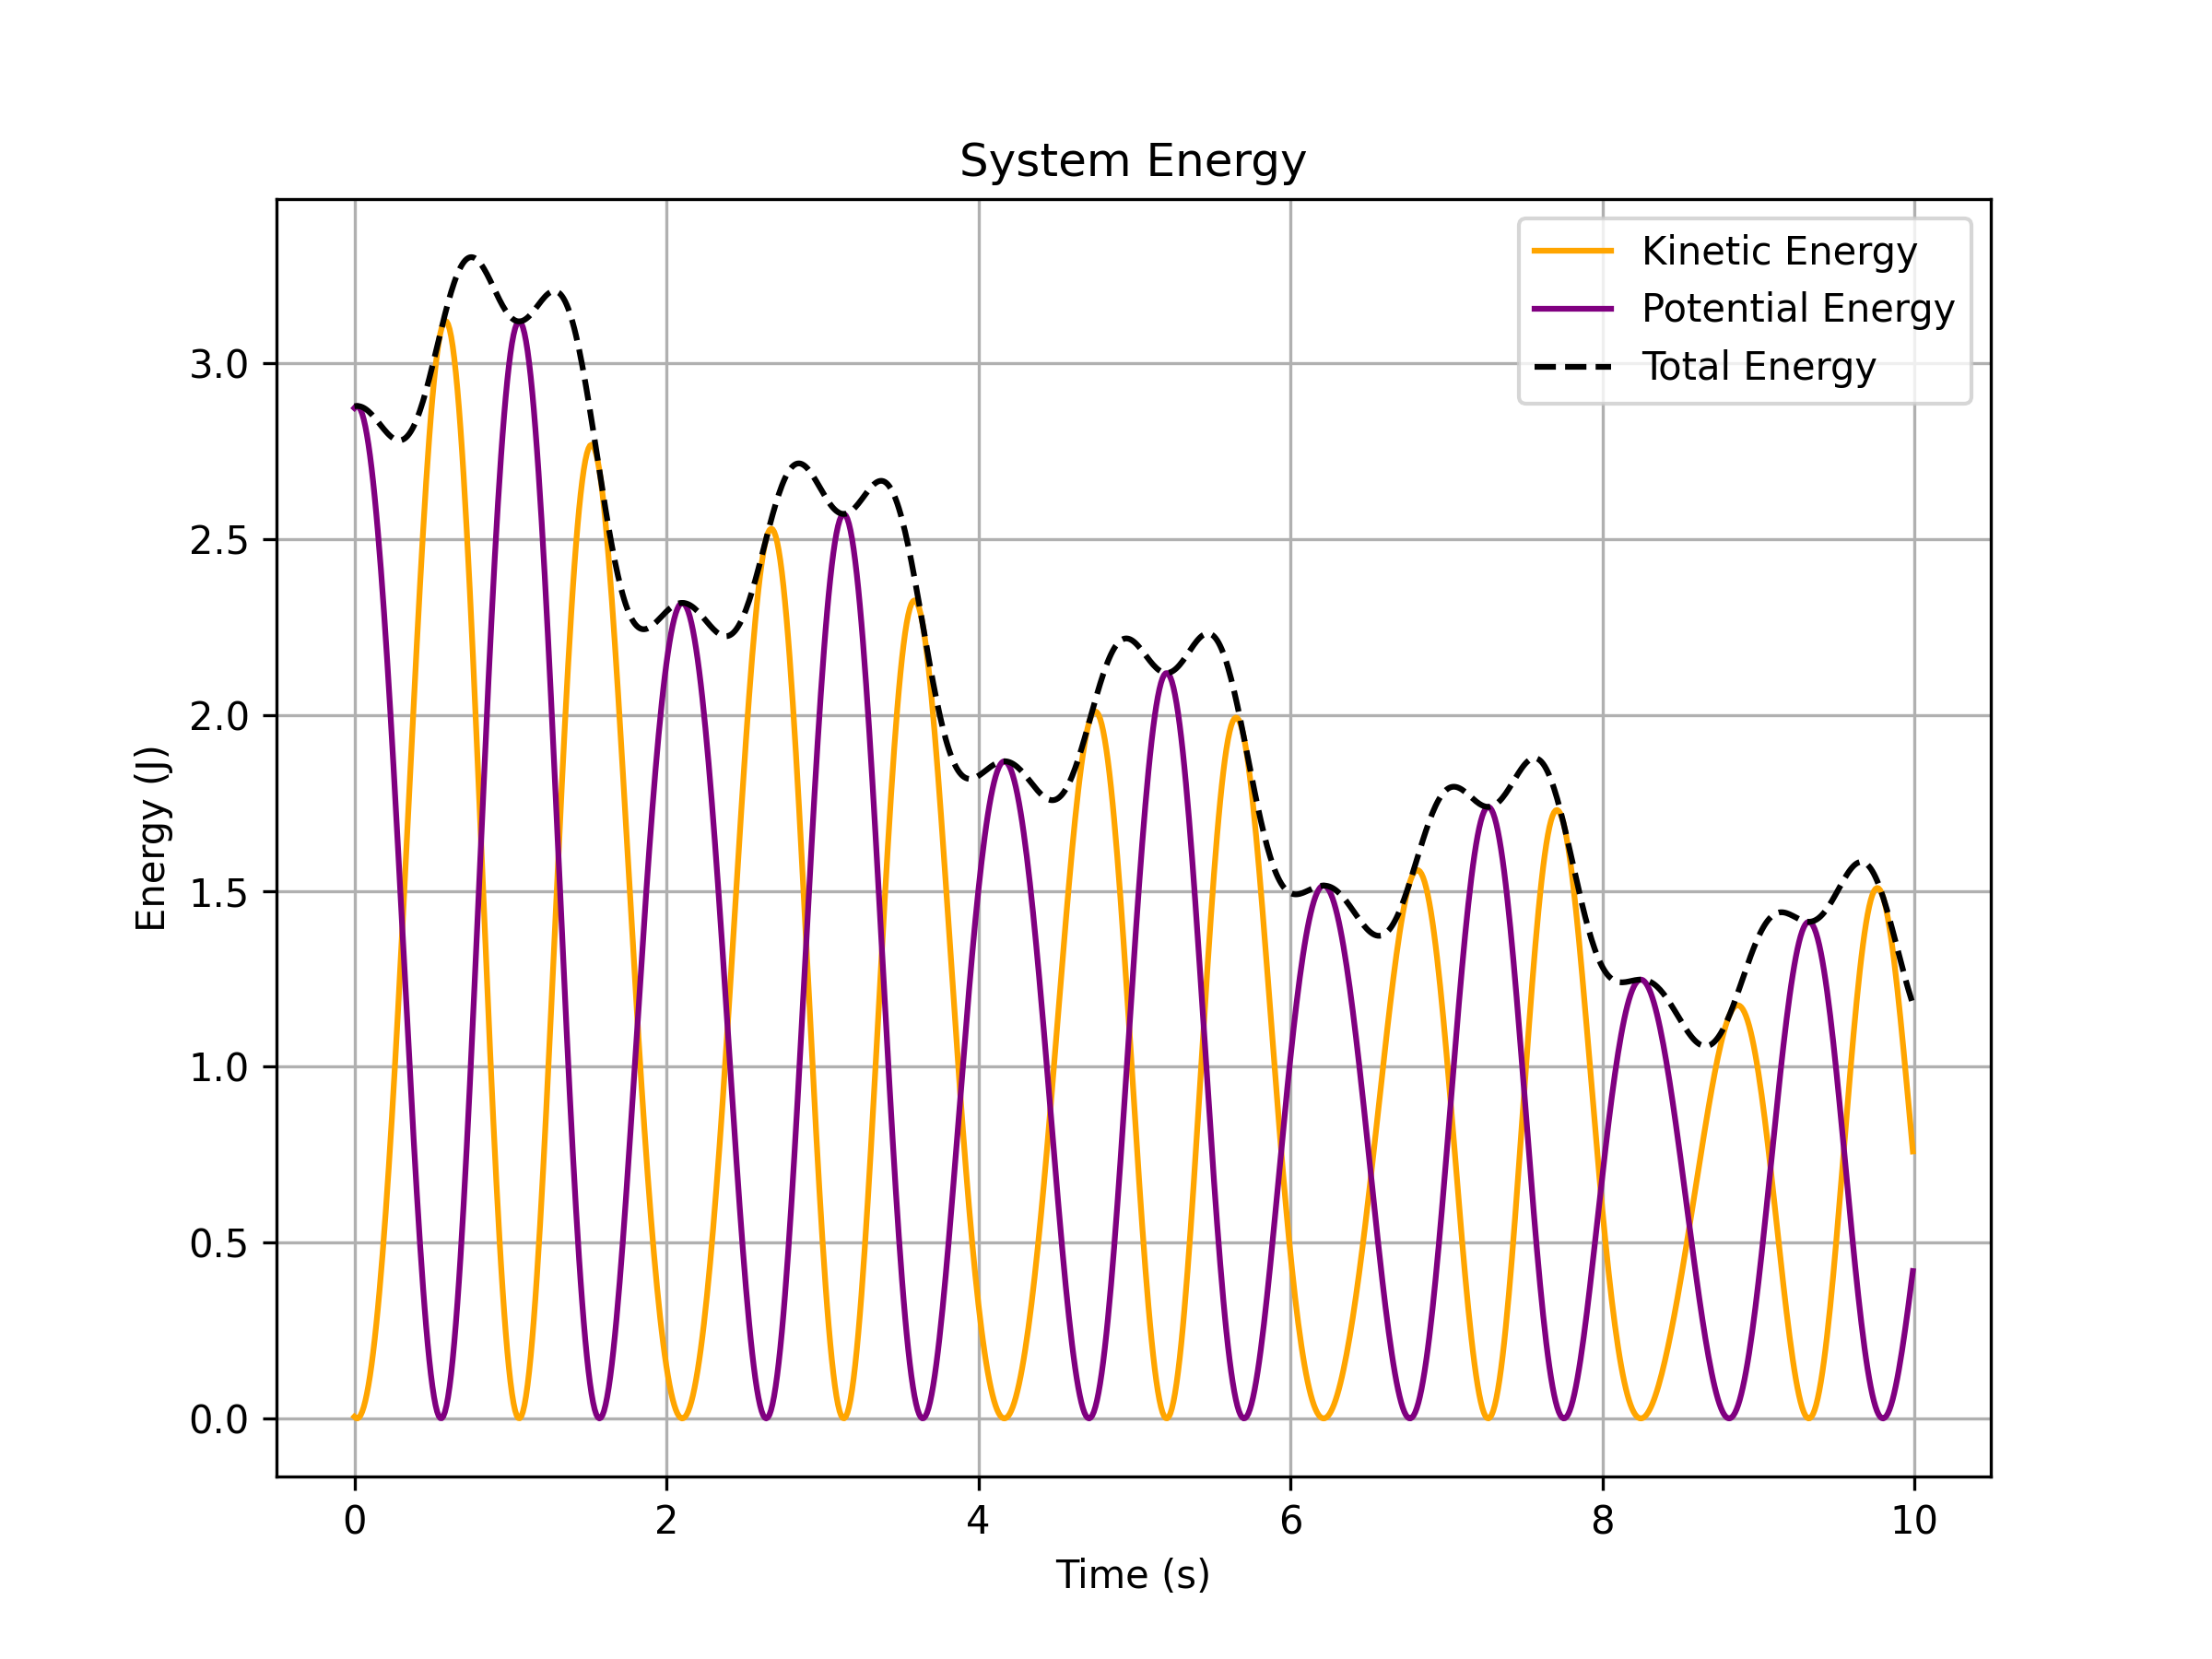 System Energy
Kinetic Energy
Potential Energy
Total Energy
Energy (J)
3.0
2.5
2.0
1.5
1.0
0.5
0.0
0 2 4 6 8 10
Time (s)